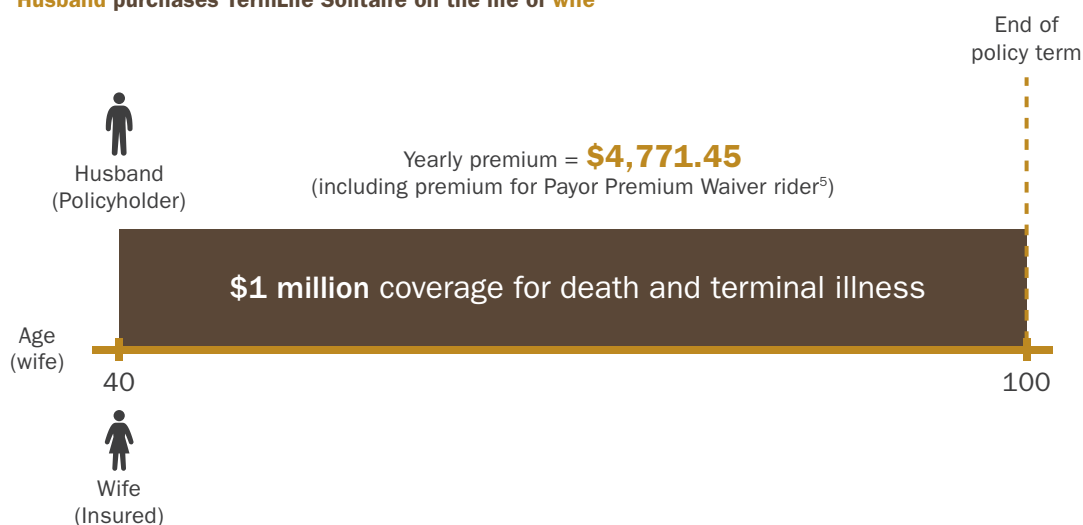 Husband purchases TermLife Solitaire on the life of wife
End of
policy term
Husband
(Policyholder)
Yearly premium = $4,771.45
(including premium for Payor Premium Waiver rider⁵)
$1 million coverage for death and terminal illness
Age
(wife)
40
100
Wife
(Insured)